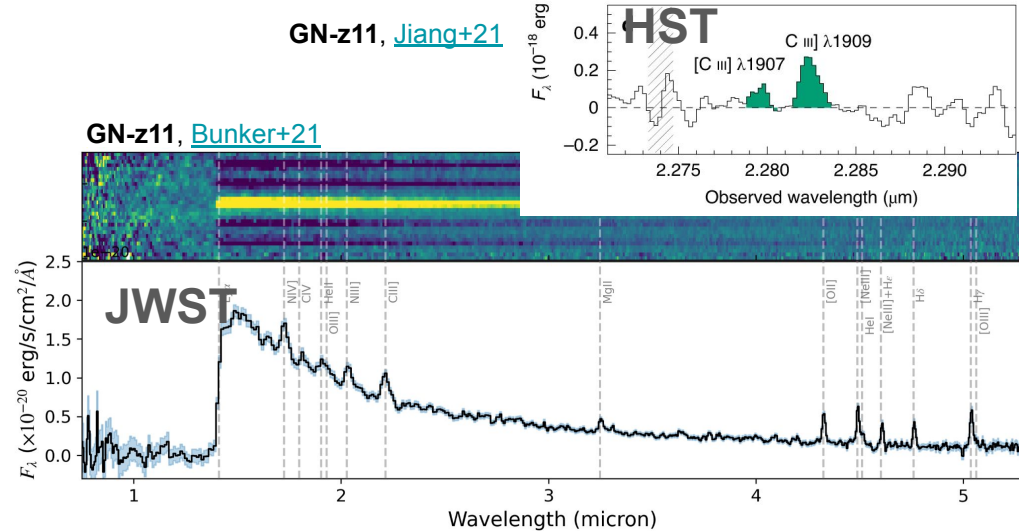 GN-z11, Jiang+21
HST
C III] λ1909
[C III] λ1907
F_λ (10⁻¹⁸ erg
0.4
0.2
0
−0.2
2.275 2.280 2.285 2.290
Observed wavelength (μm)
GN-z11, Bunker+21
JWST
NIV]
CIV
HeII
OIII]
NIII]
CIII]
MgII
[OII]
[NeIII]
HeI
[NeIII]+Hε
Hδ
Hγ
[OIII]
F_λ (×10⁻²⁰ erg/s/cm²/Å)
2.5
2.0
1.5
1.0
0.5
0.0
1 2 3 4 5
Wavelength (micron)